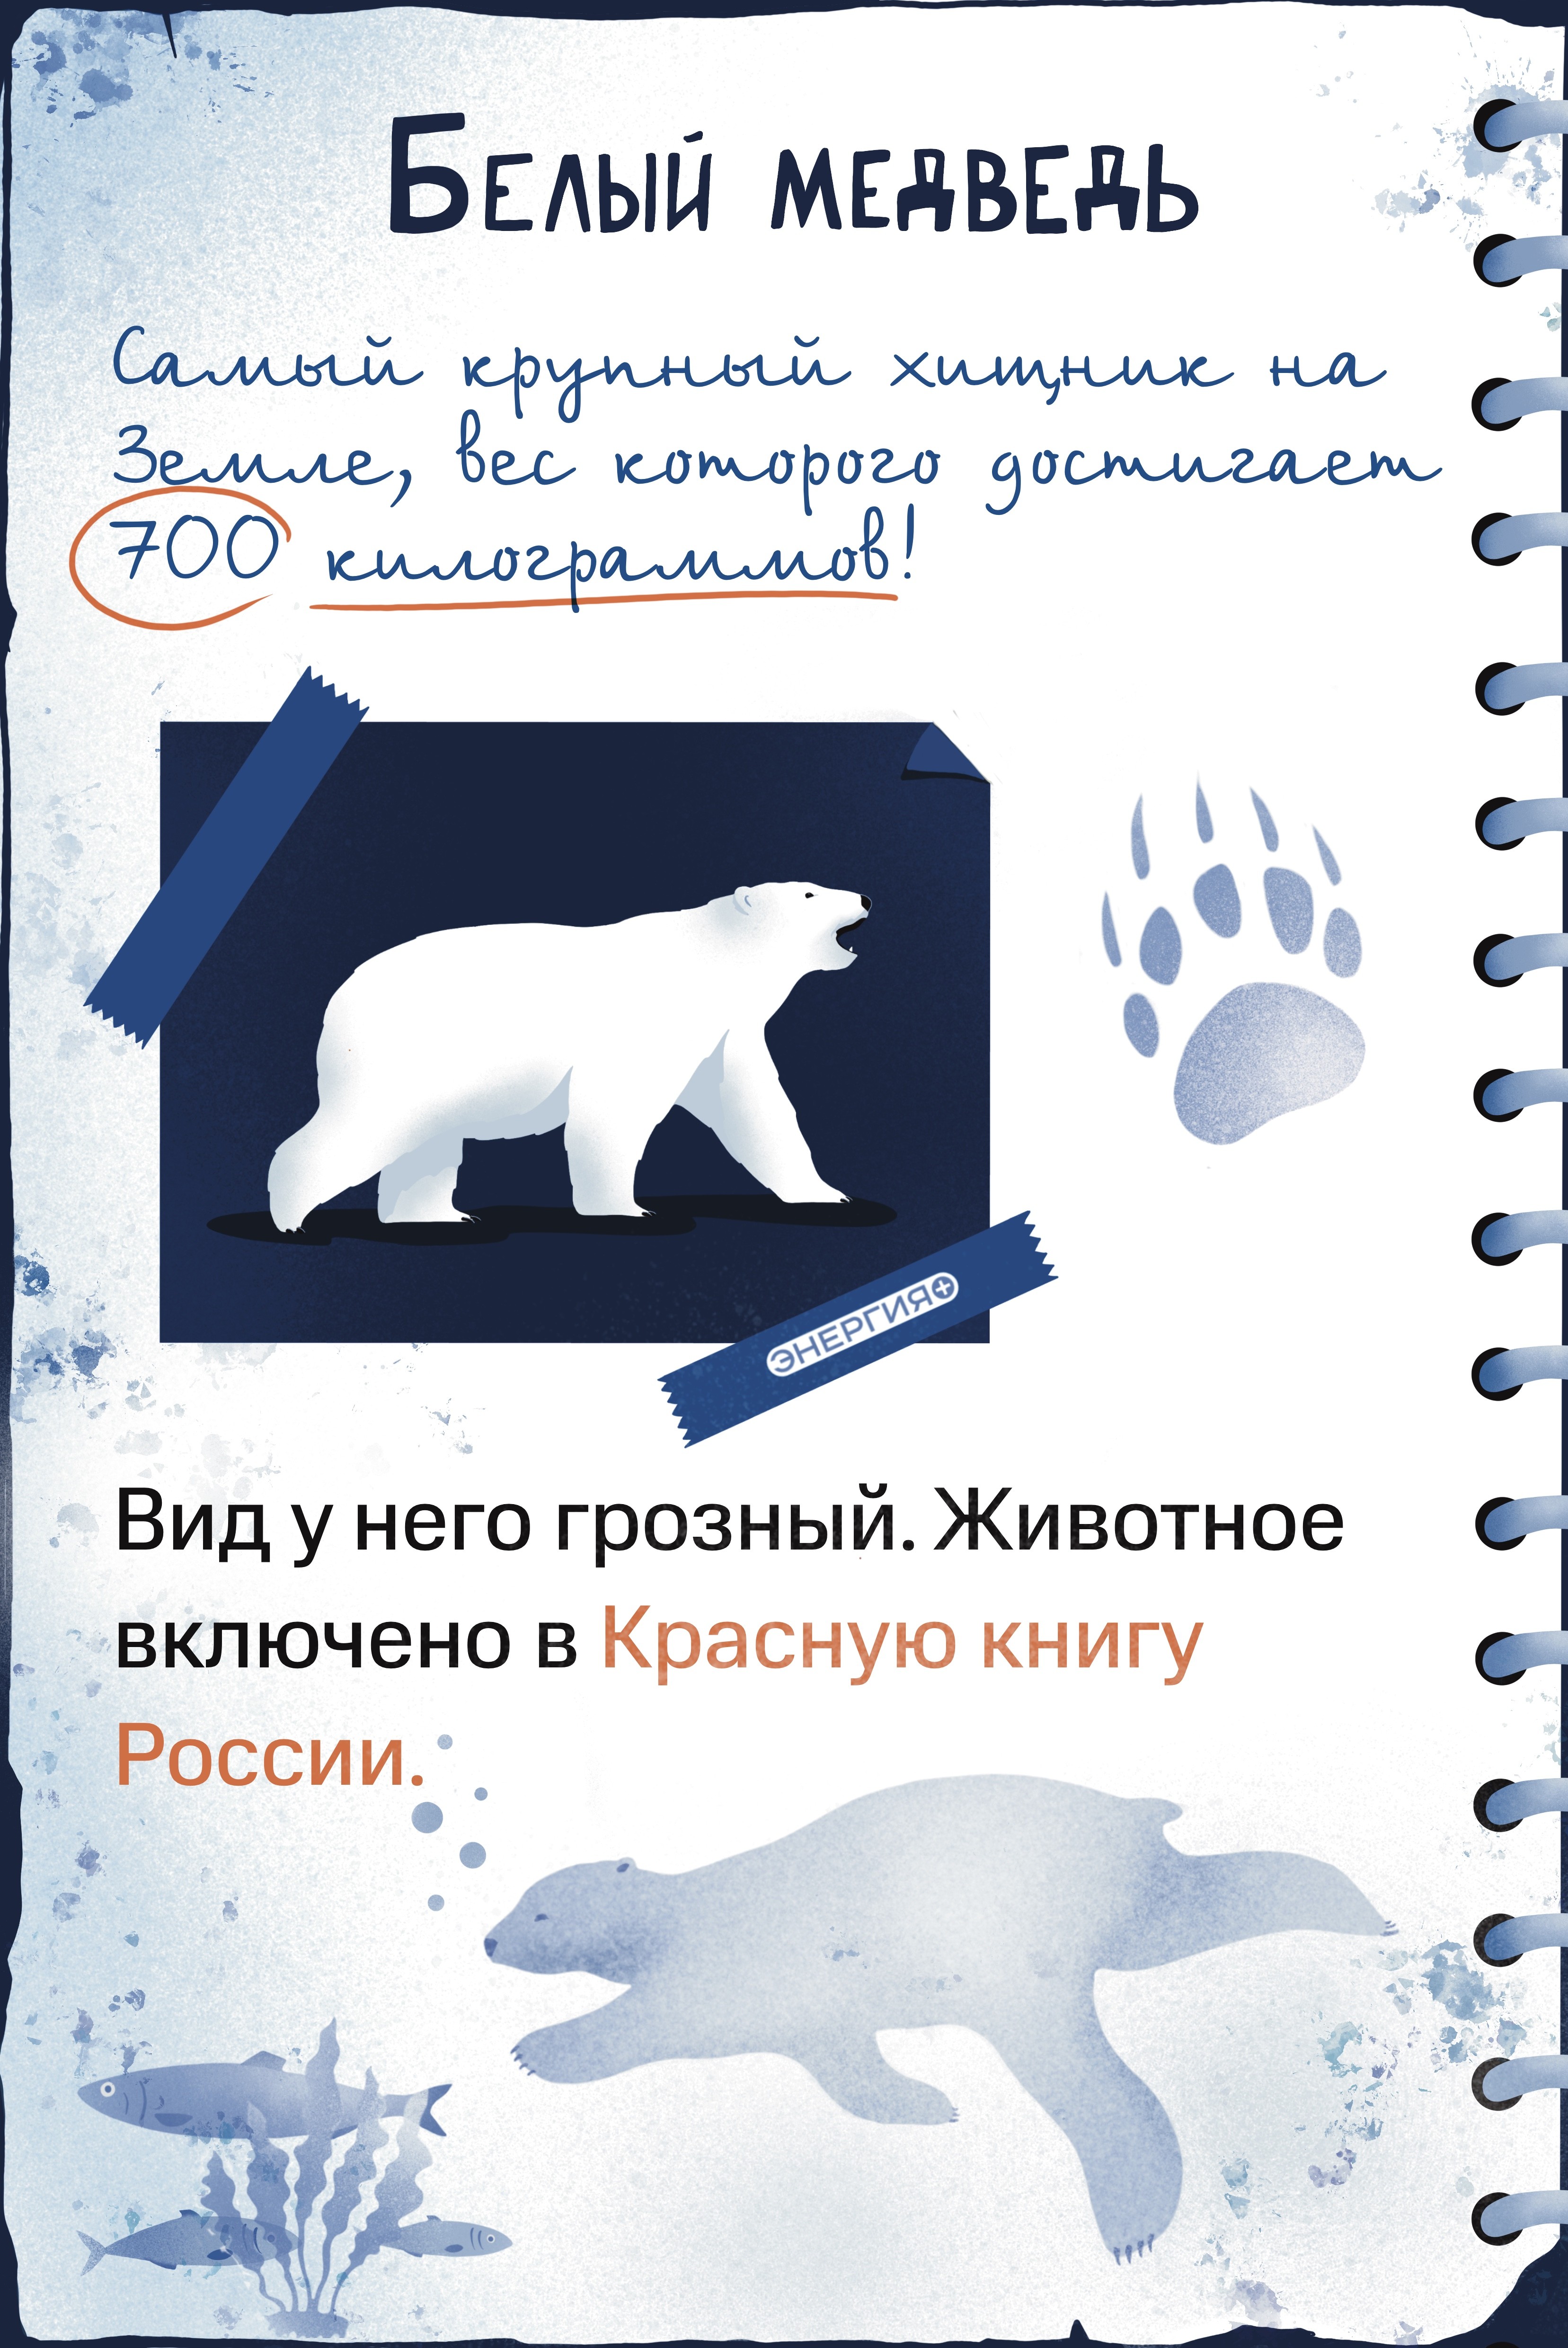 Белый медведь
Самый крупный хищник на
Земле, вес которого достигает
700 килограммов!
ЭНЕРГИЯ+
Вид у него грозный. Животное
включено в Красную книгу
России.